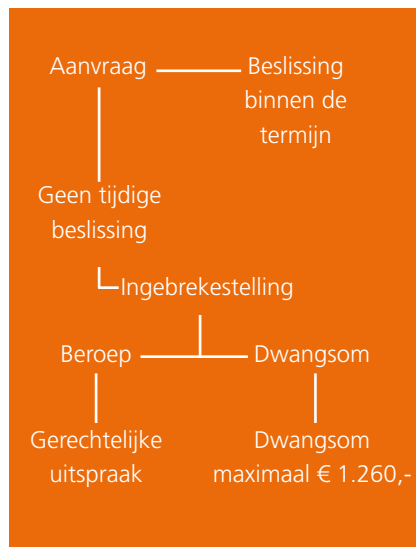 Aanvraag
Beslissing
binnen de
termijn
Geen tijdige
beslissing
Ingebrekestelling
Beroep
Dwangsom
Gerechtelijke
uitspraak
Dwangsom
maximaal € 1.260,-